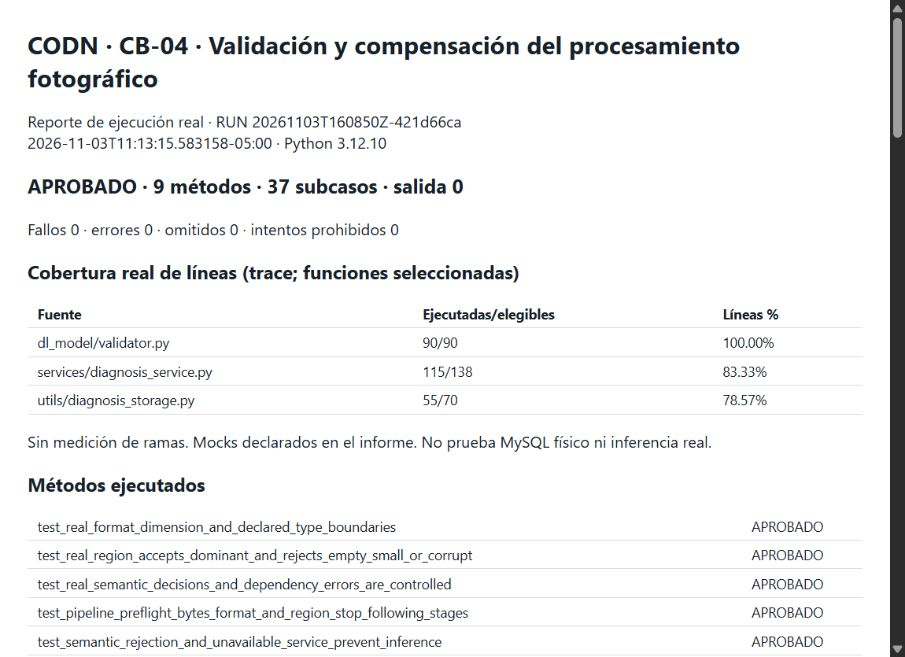 CODN · CB-04 · Validación y compensación del procesamiento
fotográfico
Reporte de ejecución real · RUN 20261103T160850Z-421d66ca
2026-11-03T11:13:15.583158-05:00 · Python 3.12.10
APROBADO · 9 métodos · 37 subcasos · salida 0
Fallos 0 · errores 0 · omitidos 0 · intentos prohibidos 0
Cobertura real de líneas (trace; funciones seleccionadas)
Fuente Ejecutadas/elegibles Líneas %
dl_model/validator.py 90/90 100.00%
services/diagnosis_service.py 115/138 83.33%
utils/diagnosis_storage.py 55/70 78.57%
Sin medición de ramas. Mocks declarados en el informe. No prueba MySQL físico ni inferencia real.
Métodos ejecutados
test_real_format_dimension_and_declared_type_boundaries APROBADO
test_real_region_accepts_dominant_and_rejects_empty_small_or_corrupt APROBADO
test_real_semantic_decisions_and_dependency_errors_are_controlled APROBADO
test_pipeline_preflight_bytes_format_and_region_stop_following_stages APROBADO
test_semantic_rejection_and_unavailable_service_prevent_inference APROBADO